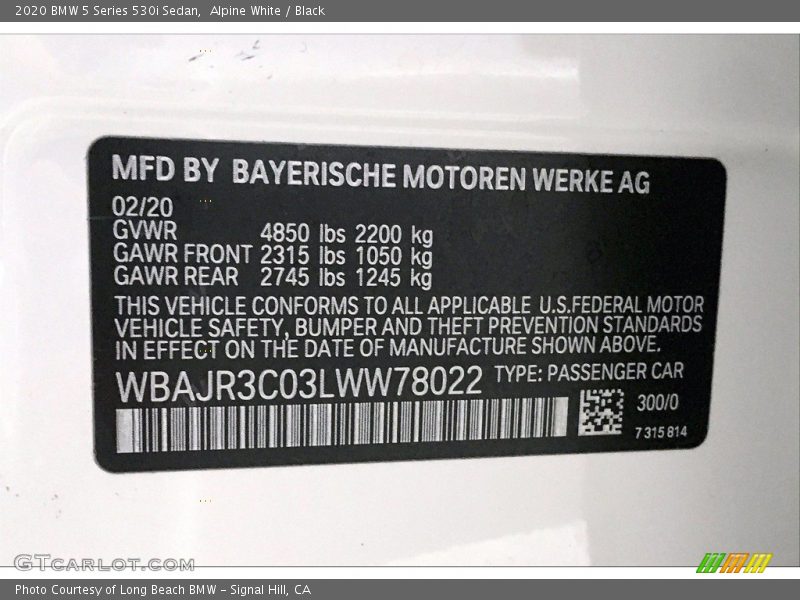 2020 BMW 5 Series 530i Sedan,  Alpine White / Black
MFD BY BAYERISCHE MOTOREN WERKE AG
02/20
GVWR 4850 lbs 2200 kg
GAWR FRONT 2315 lbs 1050 kg
GAWR REAR 2745 lbs 1245 kg
THIS VEHICLE CONFORMS TO ALL APPLICABLE U.S.FEDERAL MOTOR
VEHICLE SAFETY, BUMPER AND THEFT PREVENTION STANDARDS
IN EFFECT ON THE DATE OF MANUFACTURE SHOWN ABOVE.
WBAJR3C03LWW78022 TYPE: PASSENGER CAR
300/0
7 315 814
GTCARLOT.COM
Photo Courtesy of Long Beach BMW - Signal Hill, CA